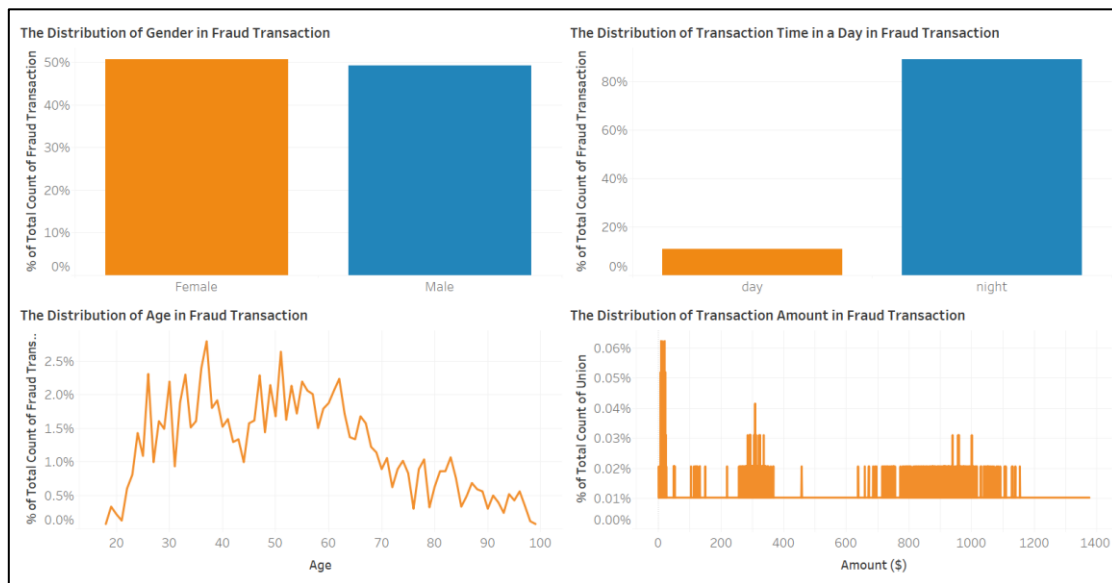 The Distribution of Gender in Fraud Transaction
% of Total Count of Fraud Transaction
50%
40%
30%
20%
10%
0%
Female Male
The Distribution of Transaction Time in a Day in Fraud Transaction
% of Total Count of Fraud Transaction
80%
60%
40%
20%
0%
day night
The Distribution of Age in Fraud Transaction
% of Total Count of Fraud Trans..
2.5%
2.0%
1.5%
1.0%
0.5%
0.0%
20 30 40 50 60 70 80 90 100
Age
The Distribution of Transaction Amount in Fraud Transaction
% of Total Count of Union
0.06%
0.05%
0.04%
0.03%
0.02%
0.01%
0.00%
0 200 400 600 800 1000 1200 1400
Amount ($)